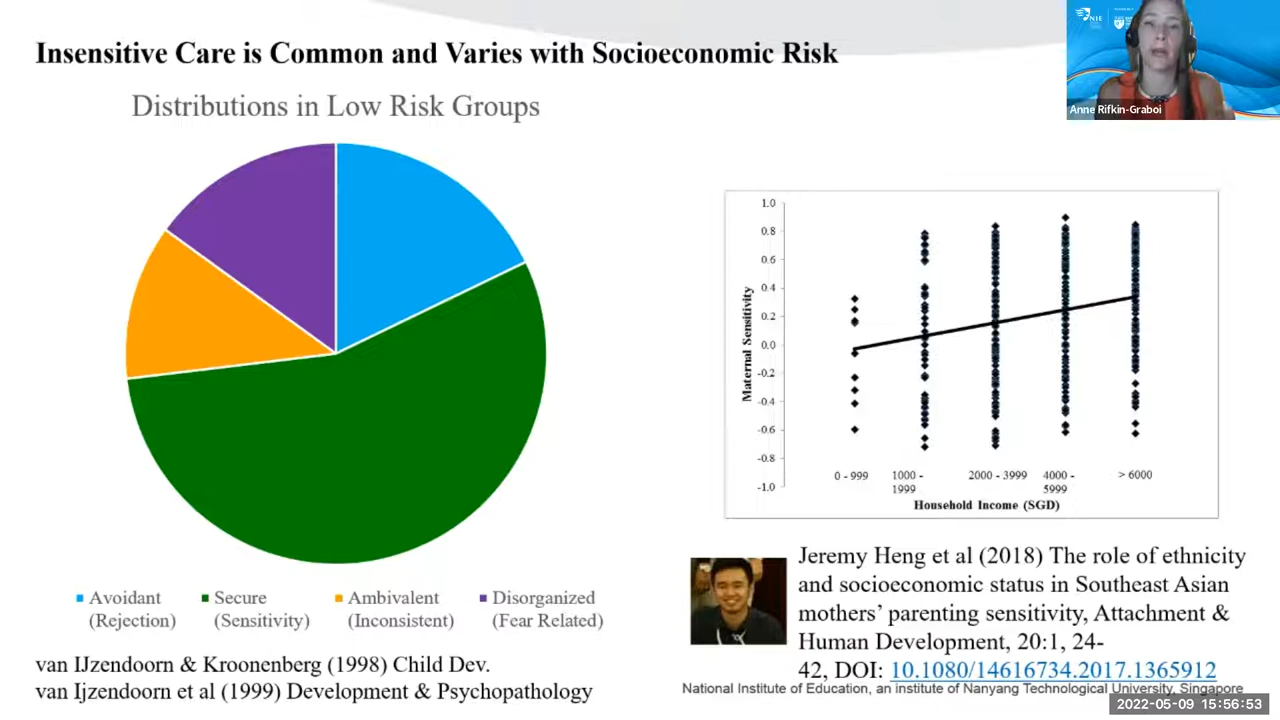 Insensitive Care is Common and Varies with Socioeconomic Risk
NIE
Anne Rifkin-Graboi
Distributions in Low Risk Groups
Avoidant
(Rejection)
Secure
(Sensitivity)
Ambivalent
(Inconsistent)
Disorganized
(Fear Related)
van IJzendoorn & Kroonenberg (1998) Child Dev.
van Ijzendoorn et al (1999) Development & Psychopathology
Maternal Sensitivity
1.0
0.8
0.6
0.4
0.2
0.0
-0.2
-0.4
-0.6
-0.8
-1.0
0 - 999
1000 -
1999
2000 - 3999
4000 -
5999
> 6000
Household Income (SGD)
Jeremy Heng et al (2018) The role of ethnicity
and socioeconomic status in Southeast Asian
mothers’ parenting sensitivity, Attachment &
Human Development, 20:1, 24-
42, DOI: 10.1080/14616734.2017.1365912
National Institute of Education, an institute of Nanyang Technological University, Singapore
2022-05-09 15:56:53